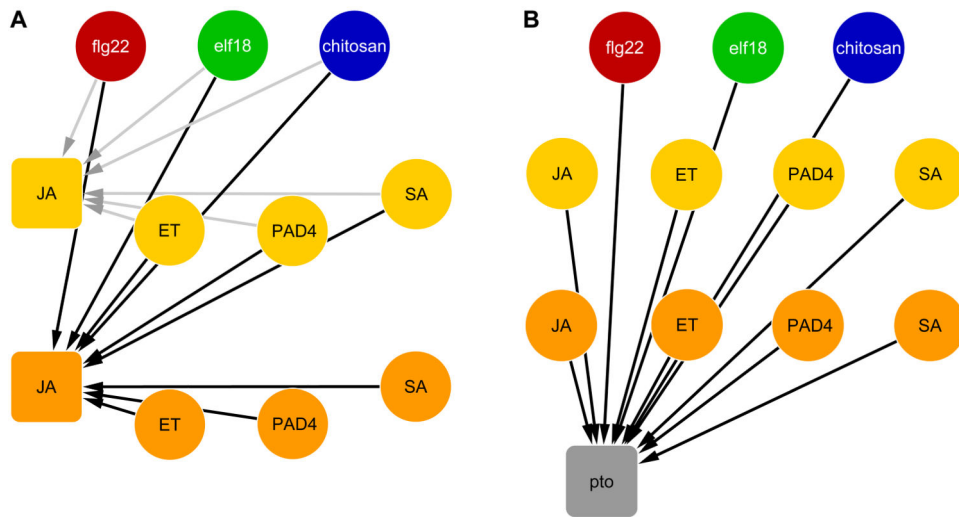 A
flg22
elf18
chitosan
JA
SA
ET
PAD4
JA
SA
ET
PAD4
B
flg22
elf18
chitosan
JA
ET
PAD4
SA
JA
ET
PAD4
SA
pto